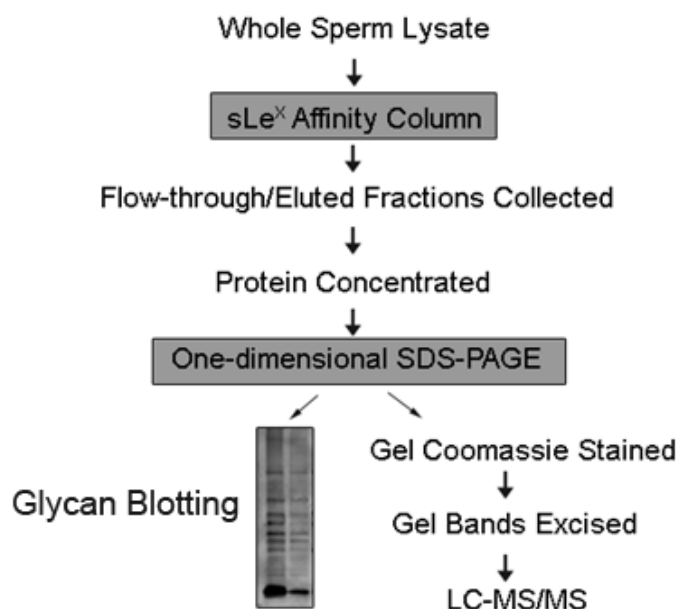 Whole Sperm Lysate
sLeˣ Affinity Column
Flow-through/Eluted Fractions Collected
Protein Concentrated
One-dimensional SDS-PAGE
Glycan Blotting
Gel Coomassie Stained
Gel Bands Excised
LC-MS/MS